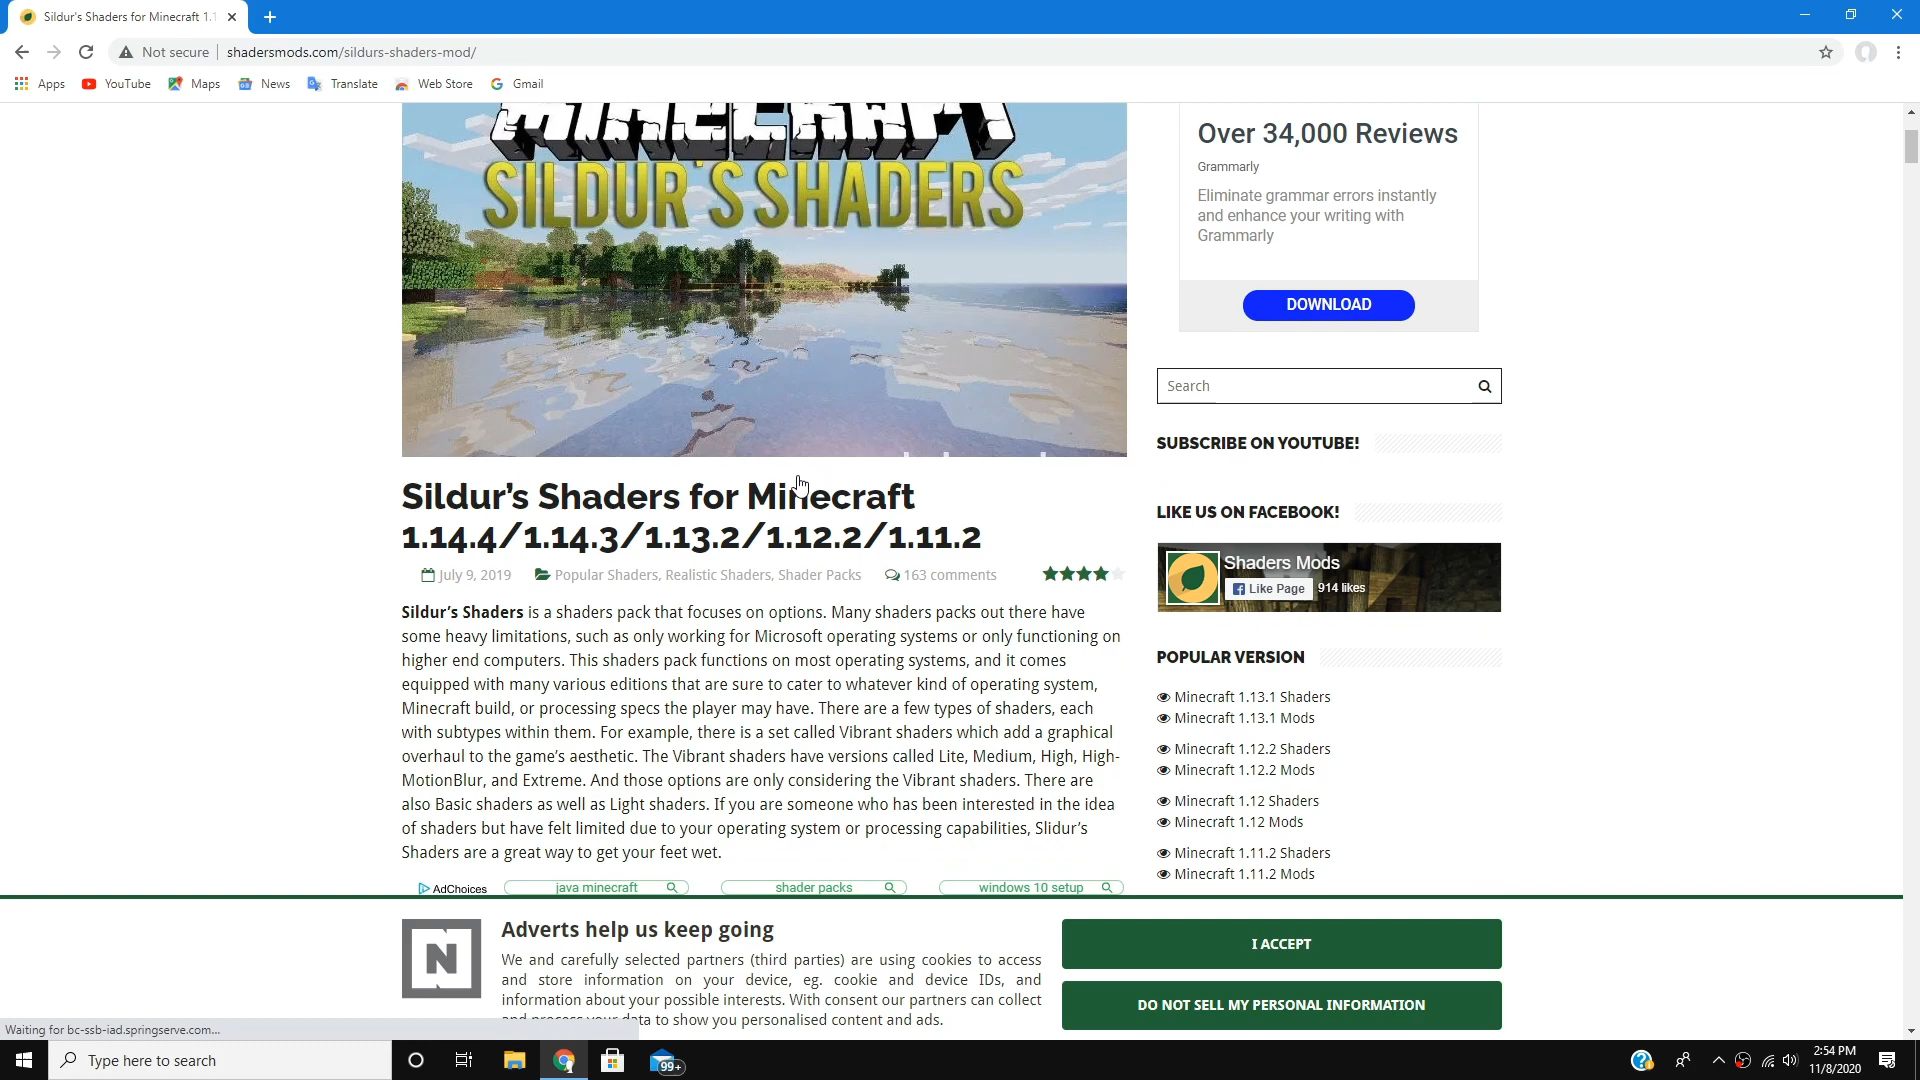 Sildur's Shaders for Minecraft 1.1
Not secure
shadersmods.com/sildurs-shaders-mod/
Apps
YouTube
Maps
News
Translate
Web Store
Gmail
MINECRAFT
SILDUR'S SHADERS
Over 34,000 Reviews
Grammarly
Eliminate grammar errors instantly
and enhance your writing with
Grammarly
DOWNLOAD
Search
SUBSCRIBE ON YOUTUBE!
LIKE US ON FACEBOOK!
Shaders Mods
Like Page
914 likes
POPULAR VERSION
Minecraft 1.13.1 Shaders
Minecraft 1.13.1 Mods
Minecraft 1.12.2 Shaders
Minecraft 1.12.2 Mods
Minecraft 1.12 Shaders
Minecraft 1.12 Mods
Minecraft 1.11.2 Shaders
Minecraft 1.11.2 Mods
Sildur's Shaders for Minecraft
1.14.4/1.14.3/1.13.2/1.12.2/1.11.2
July 9, 2019
Popular Shaders, Realistic Shaders, Shader Packs
163 comments
Sildur's Shaders is a shaders pack that focuses on options. Many shaders packs out there have
some heavy limitations, such as only working for Microsoft operating systems or only functioning on
higher end computers. This shaders pack functions on most operating systems, and it comes
equipped with many various editions that are sure to cater to whatever kind of operating system,
Minecraft build, or processing specs the player may have. There are a few types of shaders, each
with subtypes within them. For example, there is a set called Vibrant shaders which add a graphical
overhaul to the game's aesthetic. The Vibrant shaders have versions called Lite, Medium, High, High-
MotionBlur, and Extreme. And those options are only considering the Vibrant shaders. There are
also Basic shaders as well as Light shaders. If you are someone who has been interested in the idea
of shaders but have felt limited due to your operating system or processing capabilities, Slidur's
Shaders are a great way to get your feet wet.
AdChoices
java minecraft
shader packs
windows 10 setup
N
Adverts help us keep going
We and carefully selected partners (third parties) are using cookies to access
and store information on your device, eg. cookie and device IDs, and
information about your possible interests. With consent our partners can collect
and process your data to show you personalised content and ads.
I ACCEPT
DO NOT SELL MY PERSONAL INFORMATION
Waiting for bc-ssb-iad.springserve.com...
Type here to search
99+
2:54 PM
11/8/2020